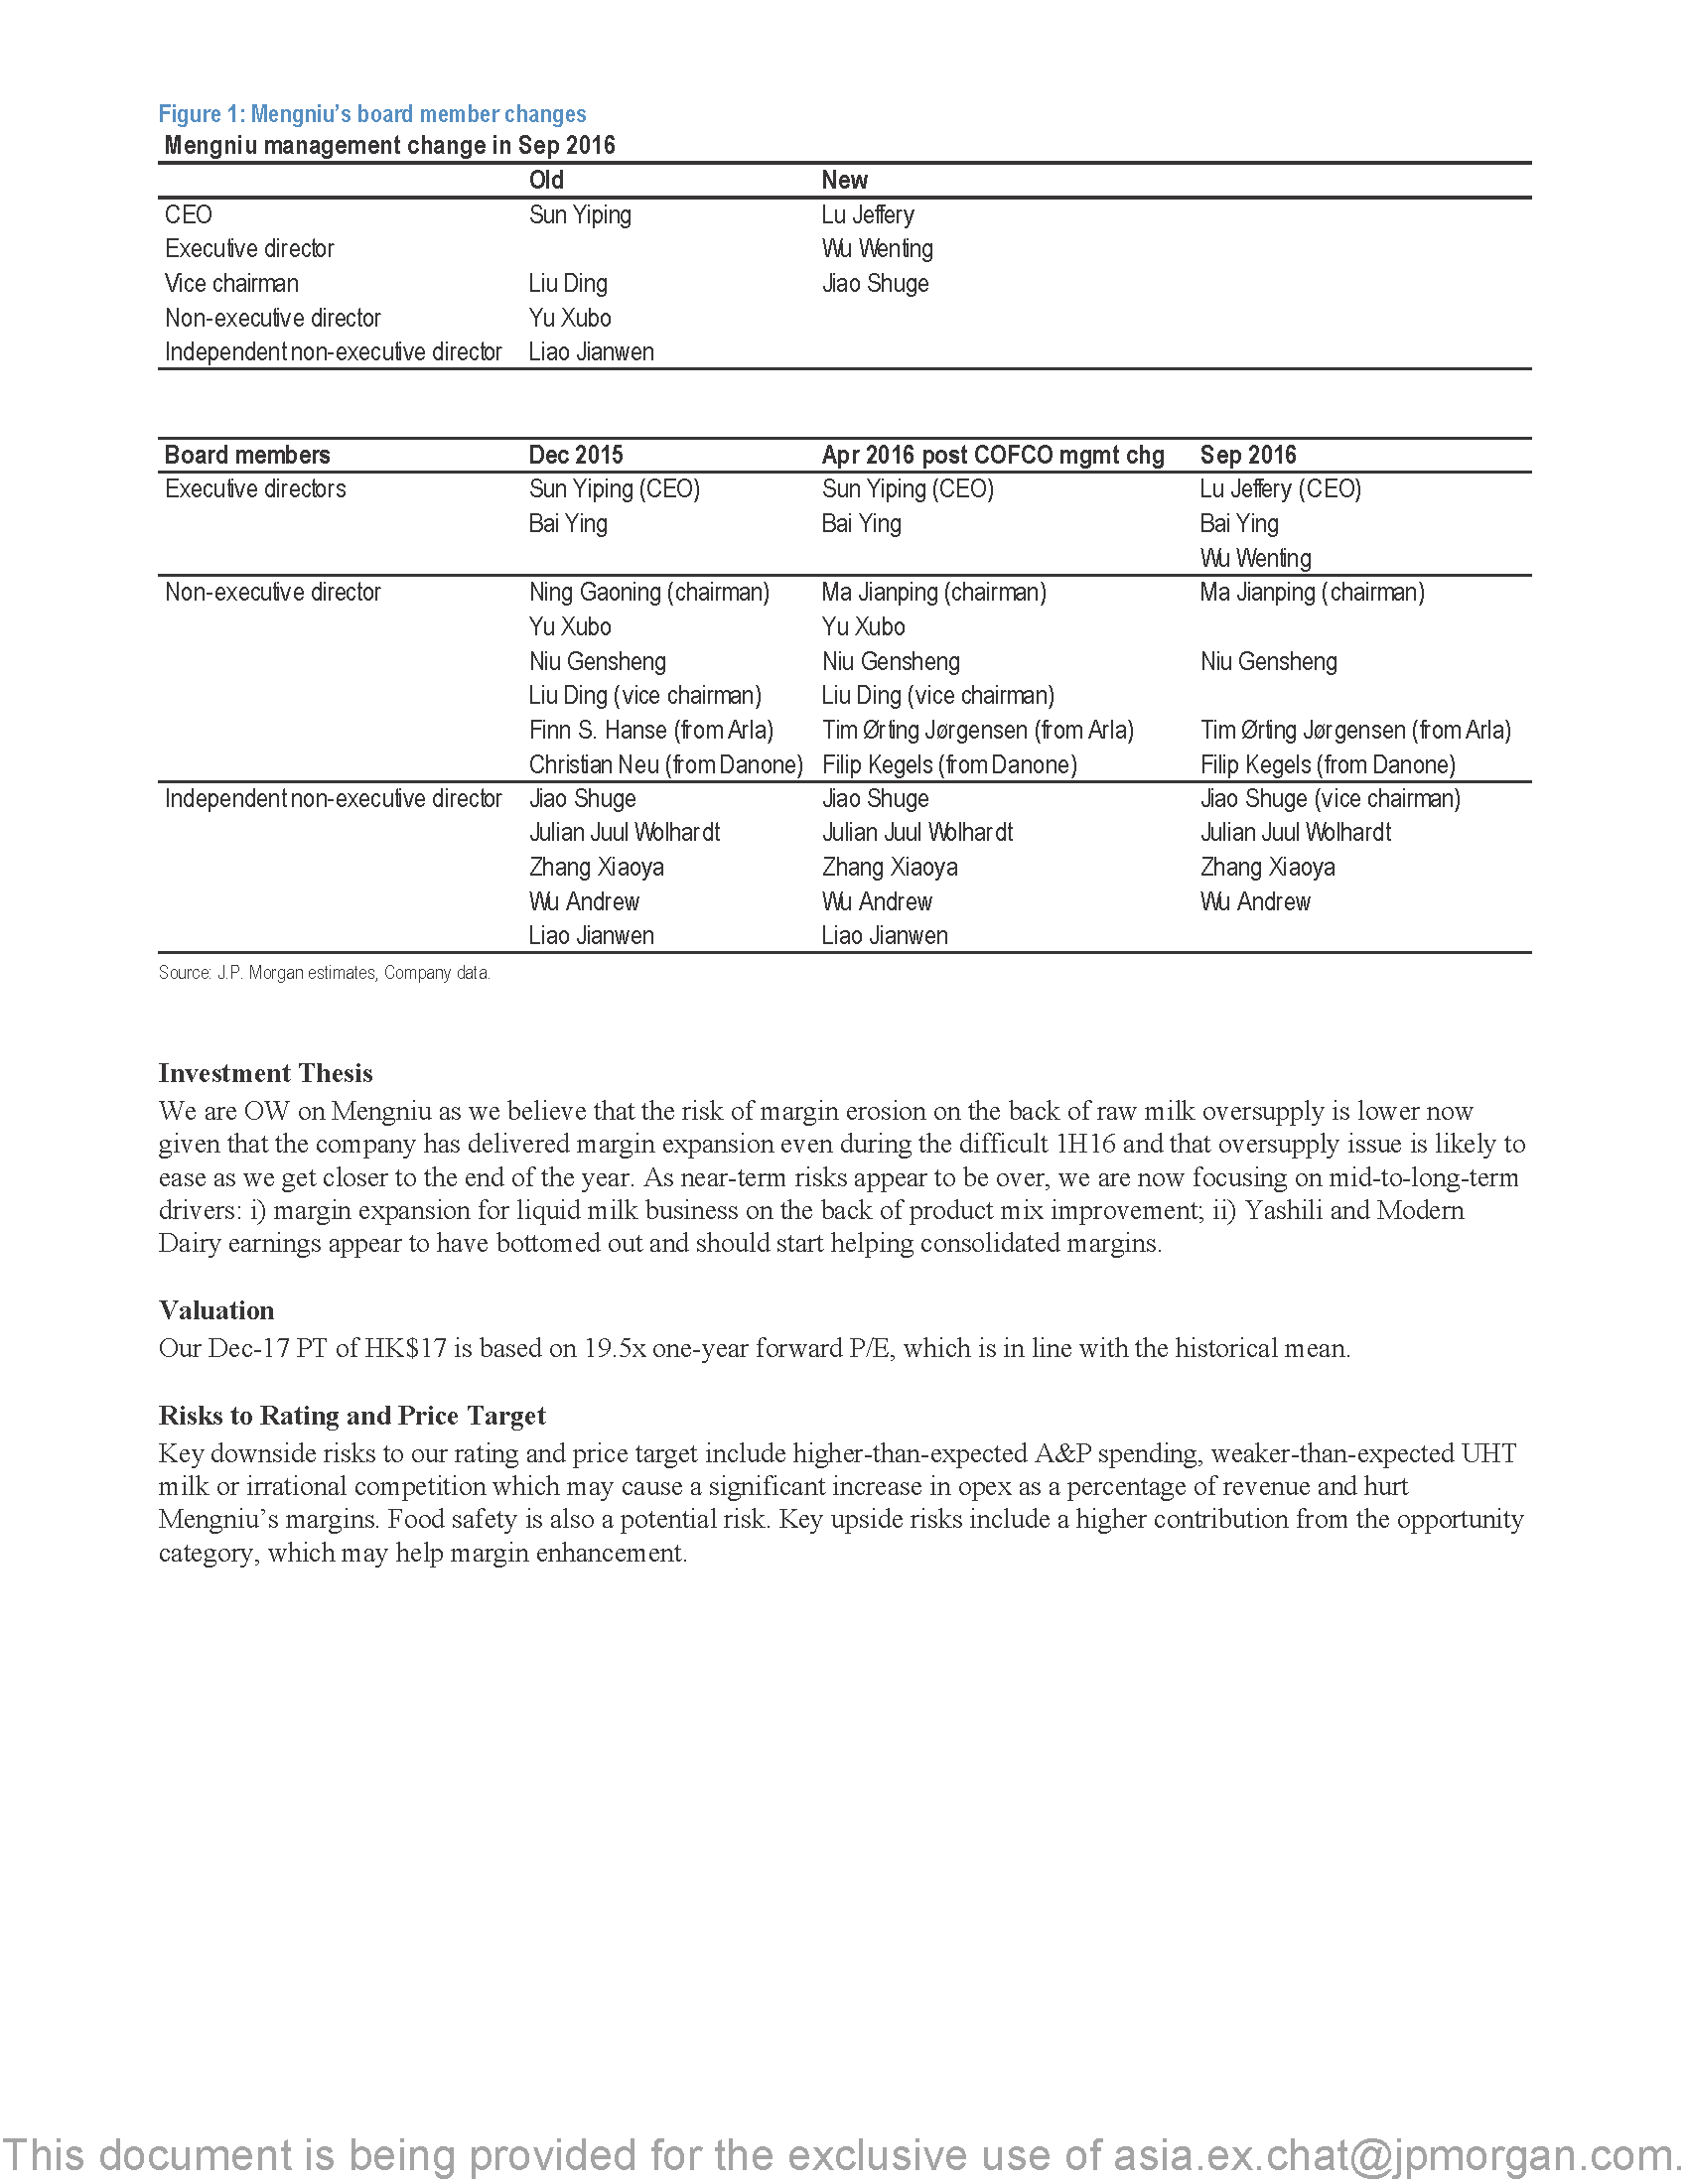 Figure 1: Mengniu's board member changes
Mengniu management change in Sep 2016
Old New
CEO Sun Yiping Lu Jeffery
Executive director Wu Wenting
Vice chairman Liu Ding Jiao Shuge
Non-executive director Yu Xubo
Independent non-executive director Liao Jianwen
Board members Dec 2015 Apr 2016 post COFCO mgmt chg Sep 2016
Executive directors Sun Yiping (CEO) Sun Yiping (CEO) Lu Jeffery (CEO)
Bai Ying Bai Ying Bai Ying
Wu Wenting
Non-executive director Ning Gaoning (chairman) Ma Jianping (chairman) Ma Jianping (chairman)
Yu Xubo Yu Xubo
Niu Gensheng Niu Gensheng Niu Gensheng
Liu Ding (vice chairman) Liu Ding (vice chairman)
Finn S. Hanse (from Arla) Tim Ørting Jørgensen (from Arla) Tim Ørting Jørgensen (from Arla)
Christian Neu (from Danone) Filip Kegels (from Danone) Filip Kegels (from Danone)
Independent non-executive director Jiao Shuge Jiao Shuge Jiao Shuge (vice chairman)
Julian Juul Wolhardt Julian Juul Wolhardt Julian Juul Wolhardt
Zhang Xiaoya Zhang Xiaoya Zhang Xiaoya
Wu Andrew Wu Andrew Wu Andrew
Liao Jianwen Liao Jianwen
Source: J.P. Morgan estimates, Company data.
Investment Thesis
We are OW on Mengniu as we believe that the risk of margin erosion on the back of raw milk oversupply is lower now
given that the company has delivered margin expansion even during the difficult 1H16 and that oversupply issue is likely to
ease as we get closer to the end of the year. As near-term risks appear to be over, we are now focusing on mid-to-long-term
drivers: i) margin expansion for liquid milk business on the back of product mix improvement; ii) Yashili and Modern
Dairy earnings appear to have bottomed out and should start helping consolidated margins.
Valuation
Our Dec-17 PT of HK$17 is based on 19.5x one-year forward P/E, which is in line with the historical mean.
Risks to Rating and Price Target
Key downside risks to our rating and price target include higher-than-expected A&P spending, weaker-than-expected UHT
milk or irrational competition which may cause a significant increase in opex as a percentage of revenue and hurt
Mengniu's margins. Food safety is also a potential risk. Key upside risks include a higher contribution from the opportunity
category, which may help margin enhancement.
This document is being provided for the exclusive use of asia.ex.chat@jpmorgan.com.